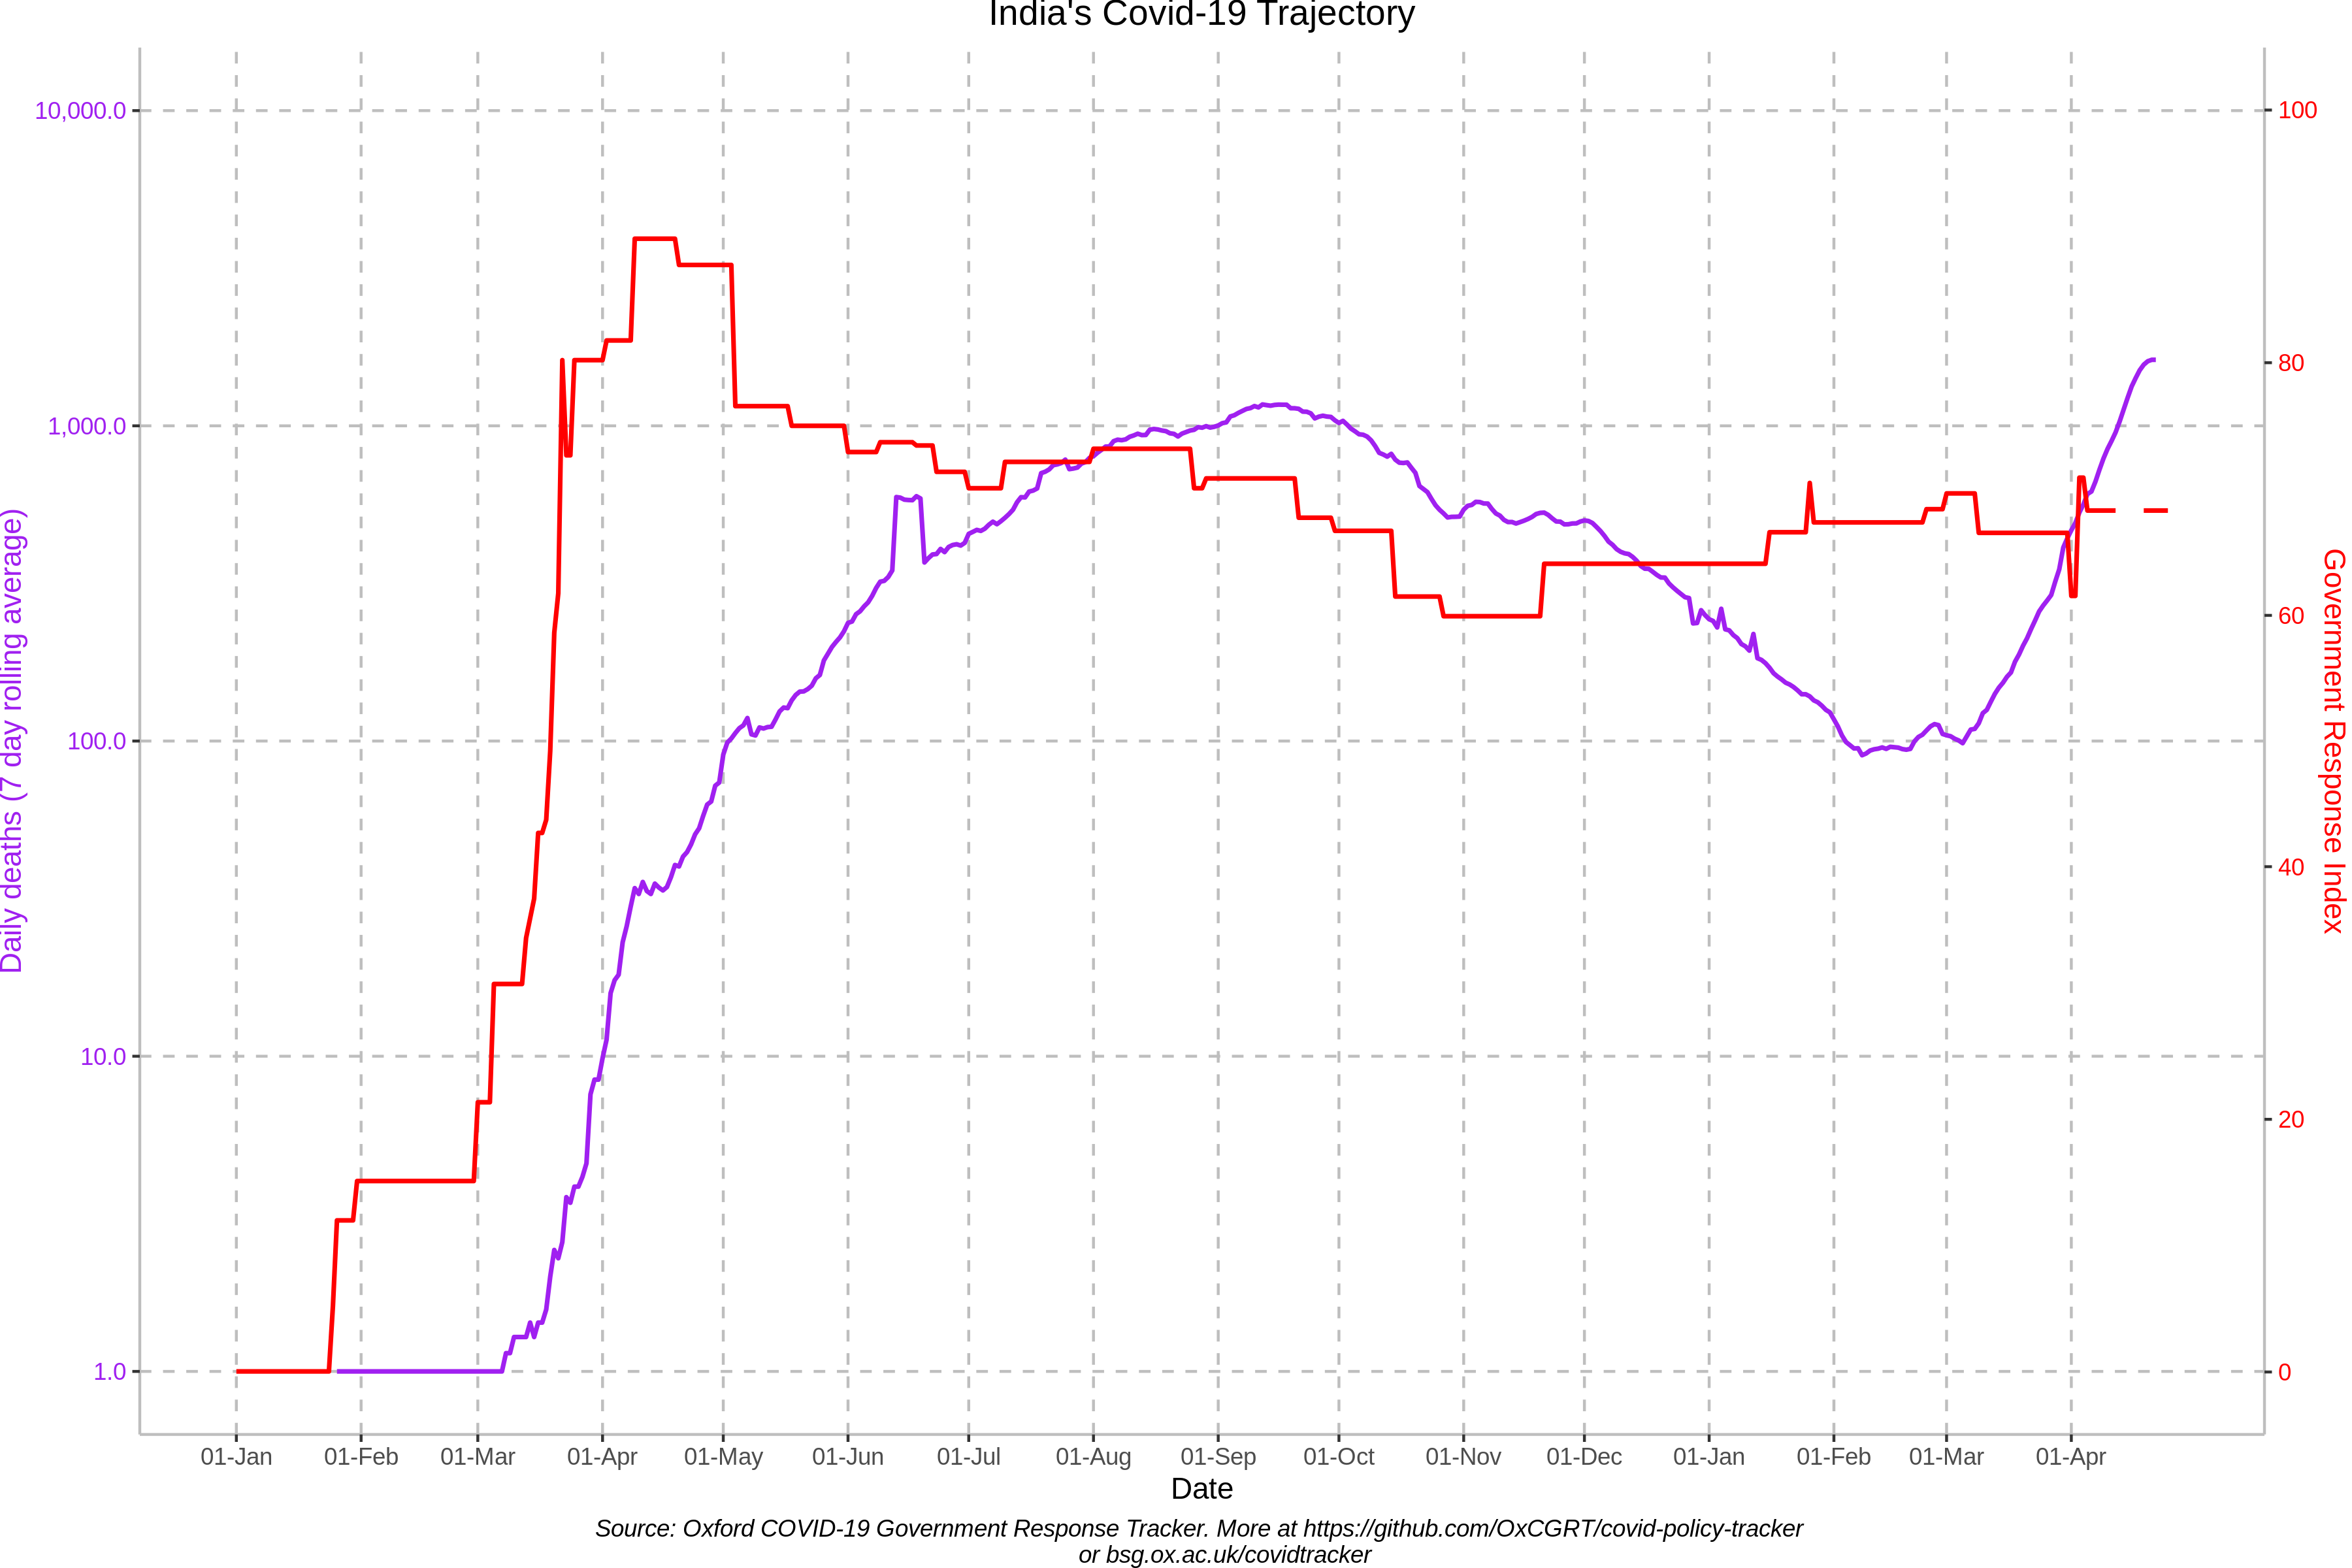 India's Covid-19 Trajectory
10,000.0
1,000.0
100.0
10.0
1.0
Daily deaths (7 day rolling average)
100
80
60
40
20
0
Government Response Index
01-Jan 01-Feb 01-Mar 01-Apr 01-May 01-Jun 01-Jul 01-Aug 01-Sep 01-Oct 01-Nov 01-Dec 01-Jan 01-Feb 01-Mar 01-Apr
Date
Source: Oxford COVID-19 Government Response Tracker. More at https://github.com/OxCGRT/covid-policy-tracker
or bsg.ox.ac.uk/covidtracker